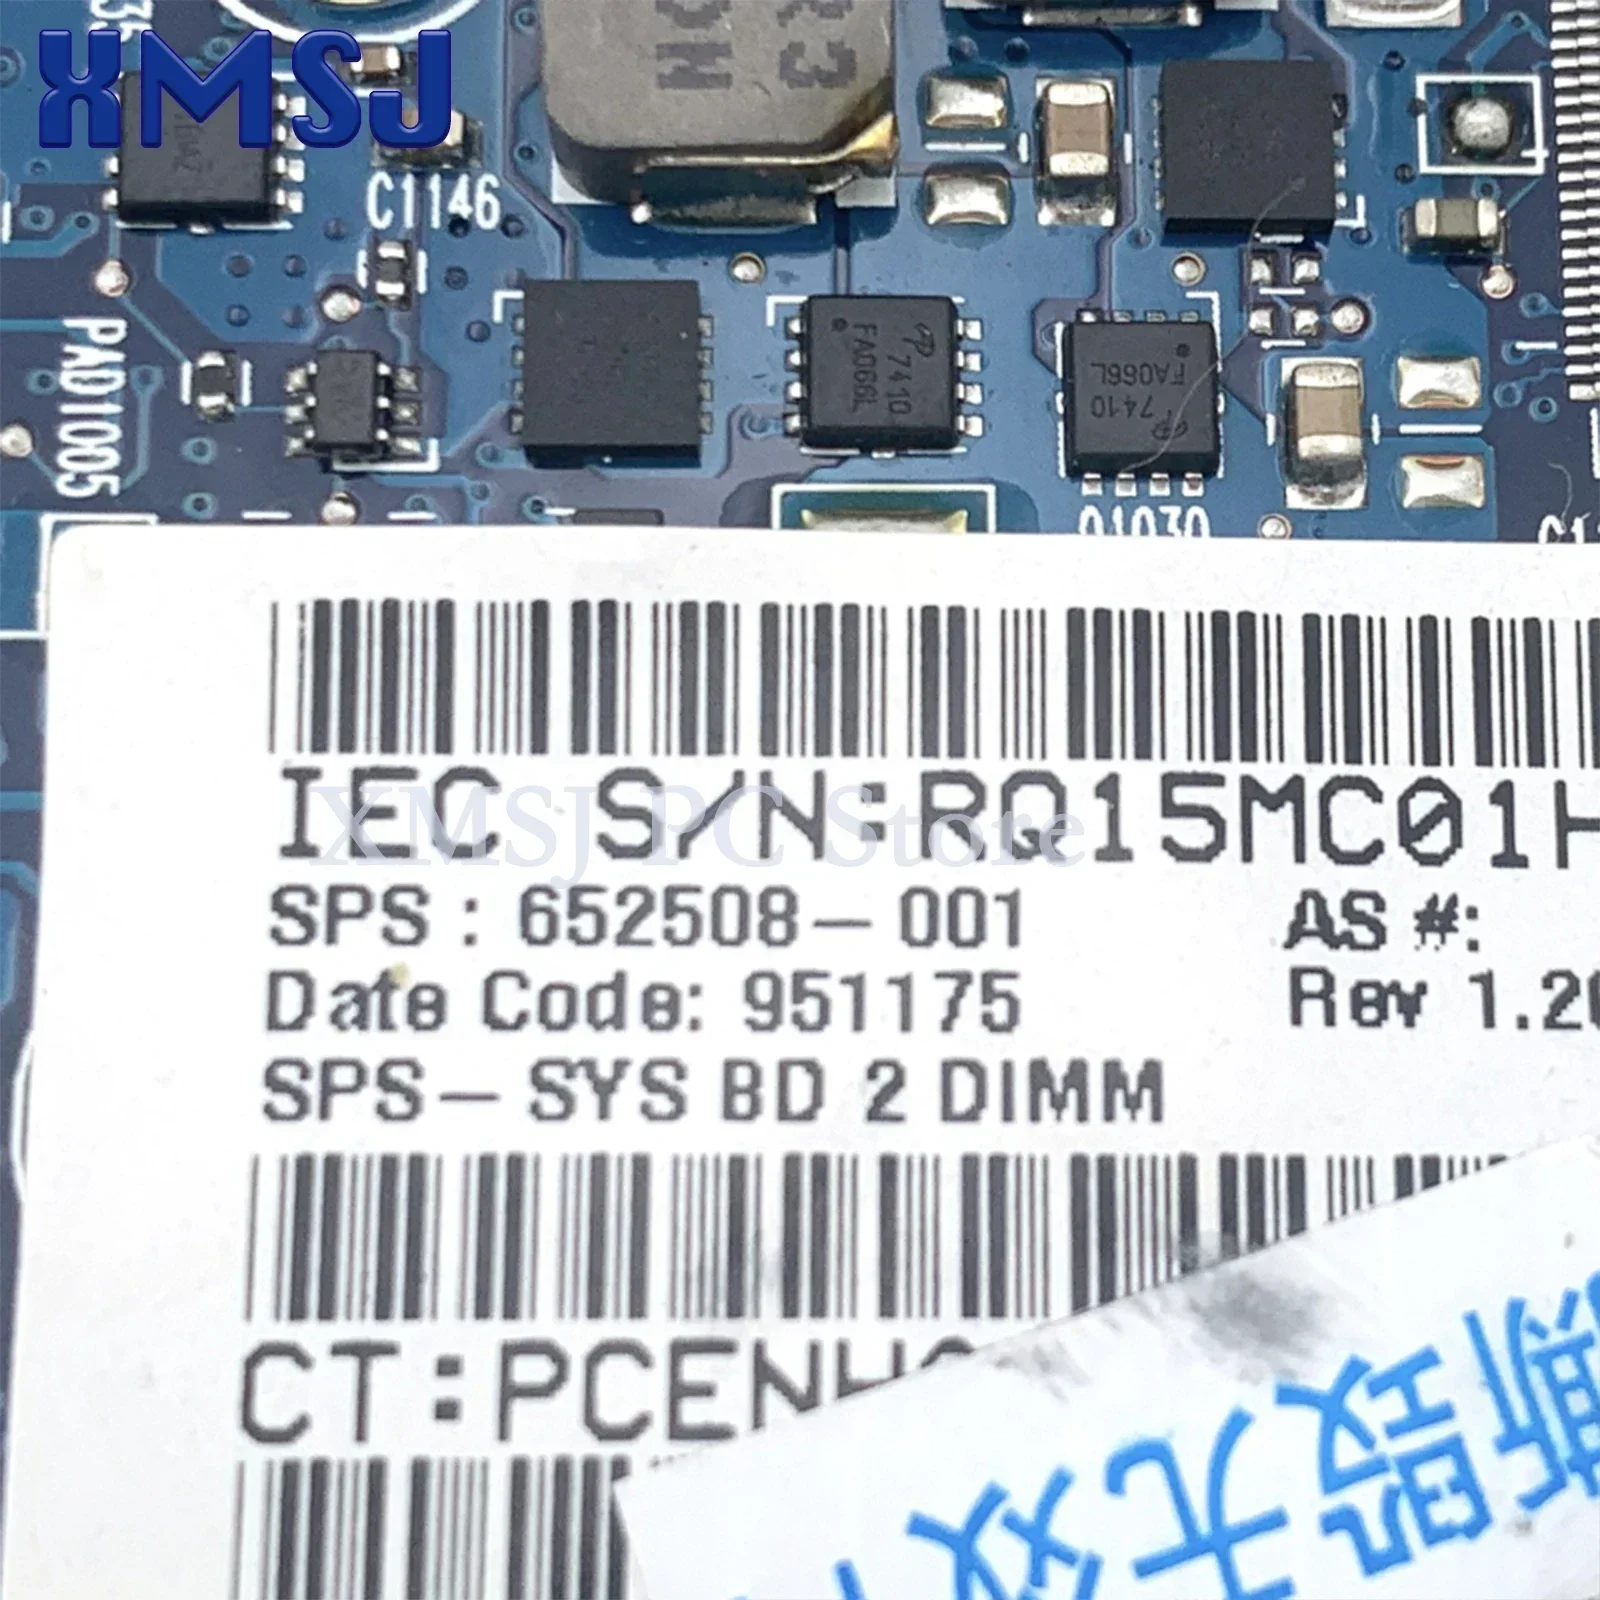 XMSJ
C1146
PAD1005
7410
FA066L
7410
FA066L
Q1030
IEC S/N:RQ15MC01H
XMSJ PC Store
SPS : 652508-001 AS #:
Date Code: 951175 Rev 1.20
SPS-SYS BD 2 DIMM
CT:PCENH